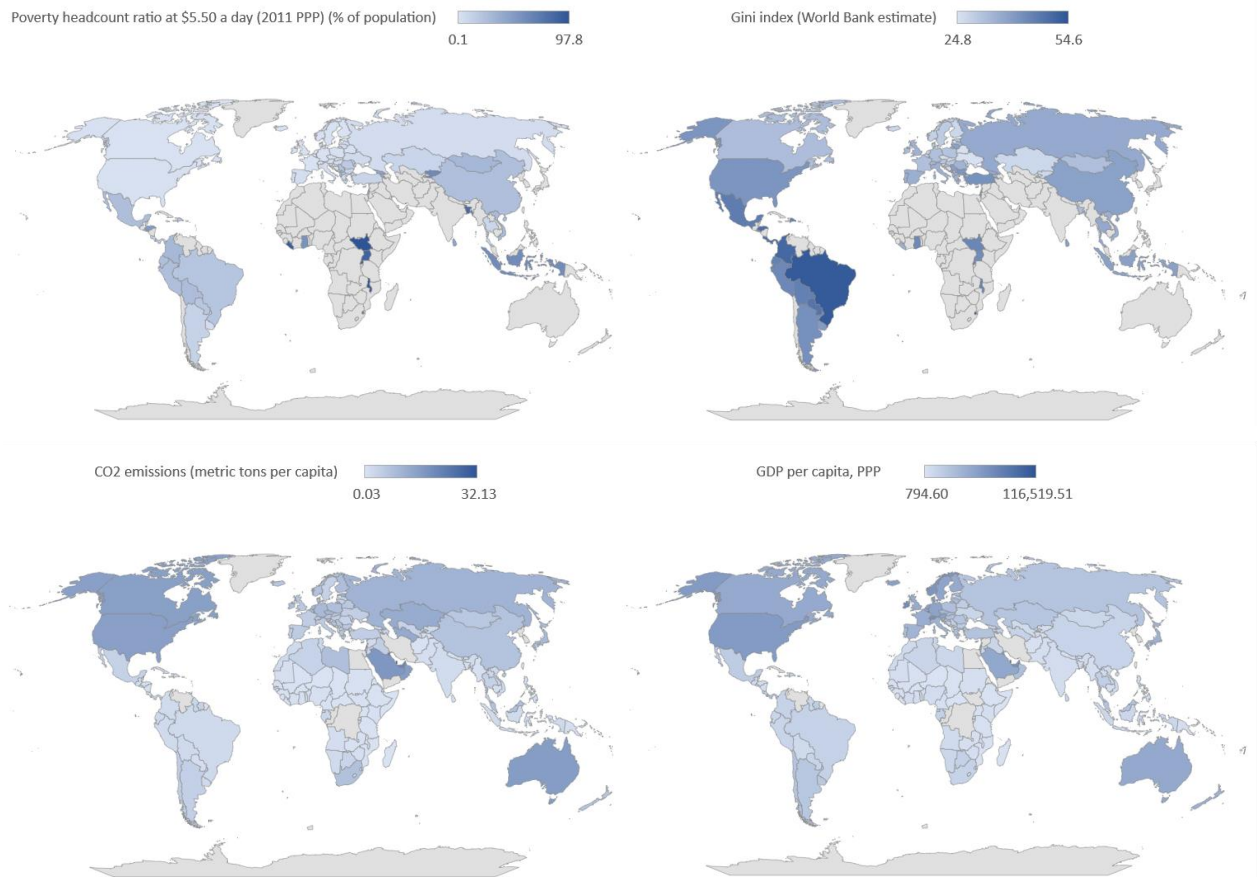 Poverty headcount ratio at $5.50 a day (2011 PPP) (% of population)
0.1 97.8
Gini index (World Bank estimate)
24.8 54.6
CO2 emissions (metric tons per capita)
0.03 32.13
GDP per capita, PPP
794.60 116,519.51